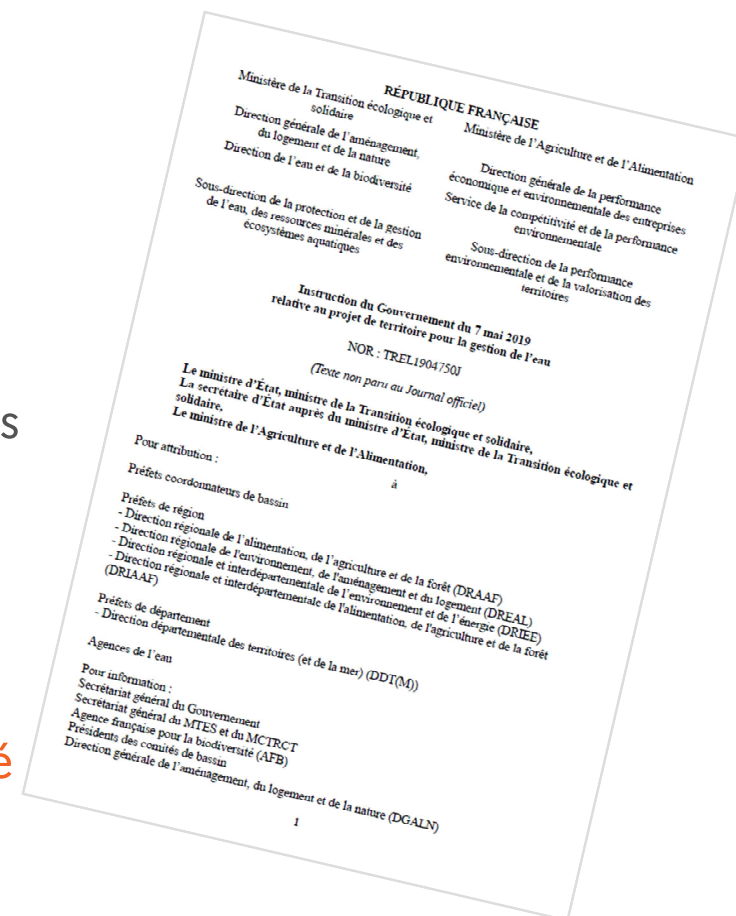 RÉPUBLIQUE FRANÇAISE
Ministère de la Transition écologique et
solidaire
Direction générale de l'aménagement,
du logement et de la nature
Direction de l'eau et de la biodiversité
Sous-direction de la protection et de la gestion
de l'eau, des ressources minérales et des
écosystèmes aquatiques
Ministère de l'Agriculture et de l'Alimentation
Direction générale de la performance
économique et environnementale des entreprises
Service de la compétitivité et de la performance
environnementale
Sous-direction de la performance
environnementale et de la valorisation des
territoires
Instruction du Gouvernement du 7 mai 2019
relative au projet de territoire pour la gestion de l'eau
NOR : TREL1904750J
(Texte non paru au Journal officiel)
Le ministre d'État, ministre de la Transition écologique et solidaire,
La secrétaire d'État auprès du ministre d'État, ministre de la Transition écologique et
solidaire,
Le ministre de l'Agriculture et de l'Alimentation,
à
Pour attribution :
Préfets coordonnateurs de bassin
Préfets de région
- Direction régionale de l'alimentation, de l'agriculture et de la forêt (DRAAF)
- Direction régionale de l'environnement, de l'aménagement et du logement (DREAL)
- Direction régionale et interdépartementale de l'environnement et de l'énergie (DRIEE)
- Direction régionale et interdépartementale de l'alimentation, de l'agriculture et de la forêt
(DRIAAF)
Préfets de département
- Direction départementale des territoires (et de la mer) (DDT(M))
Agences de l'eau
Pour information :
Secrétariat général du Gouvernement
Secrétariat général du MTES et du MCTRCT
Agence française pour la biodiversité (AFB)
Présidents des comités de bassin
Direction générale de l'aménagement, du logement et de la nature (DGALN)
1
s
é